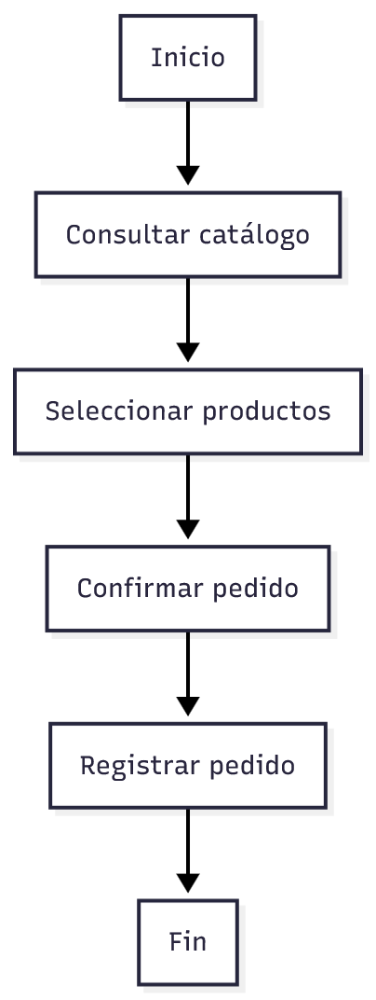 Inicio
Consultar catálogo
Seleccionar productos
Confirmar pedido
Registrar pedido
Fin